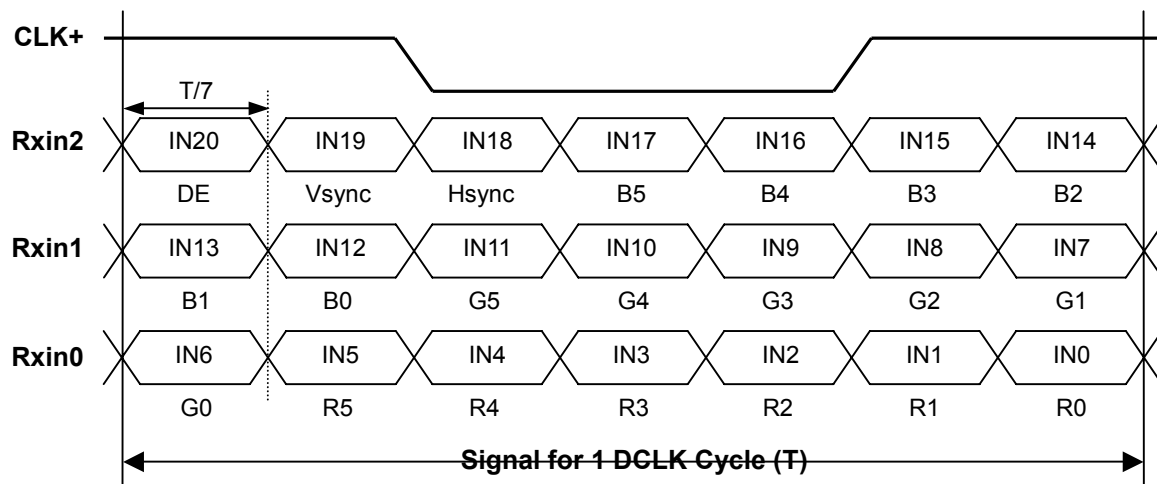 CLK+
T/7
Rxin2 IN20 IN19 IN18 IN17 IN16 IN15 IN14
DE Vsync Hsync B5 B4 B3 B2
Rxin1 IN13 IN12 IN11 IN10 IN9 IN8 IN7
B1 B0 G5 G4 G3 G2 G1
Rxin0 IN6 IN5 IN4 IN3 IN2 IN1 IN0
G0 R5 R4 R3 R2 R1 R0
Signal for 1 DCLK Cycle (T)